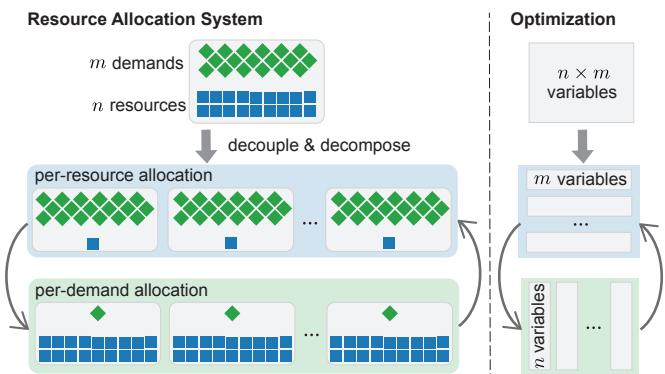 Resource Allocation System
m demands
n resources
decouple & decompose
per-resource allocation
...
per-demand allocation
...
Optimization
n × m
variables
m variables
...
n variables
...